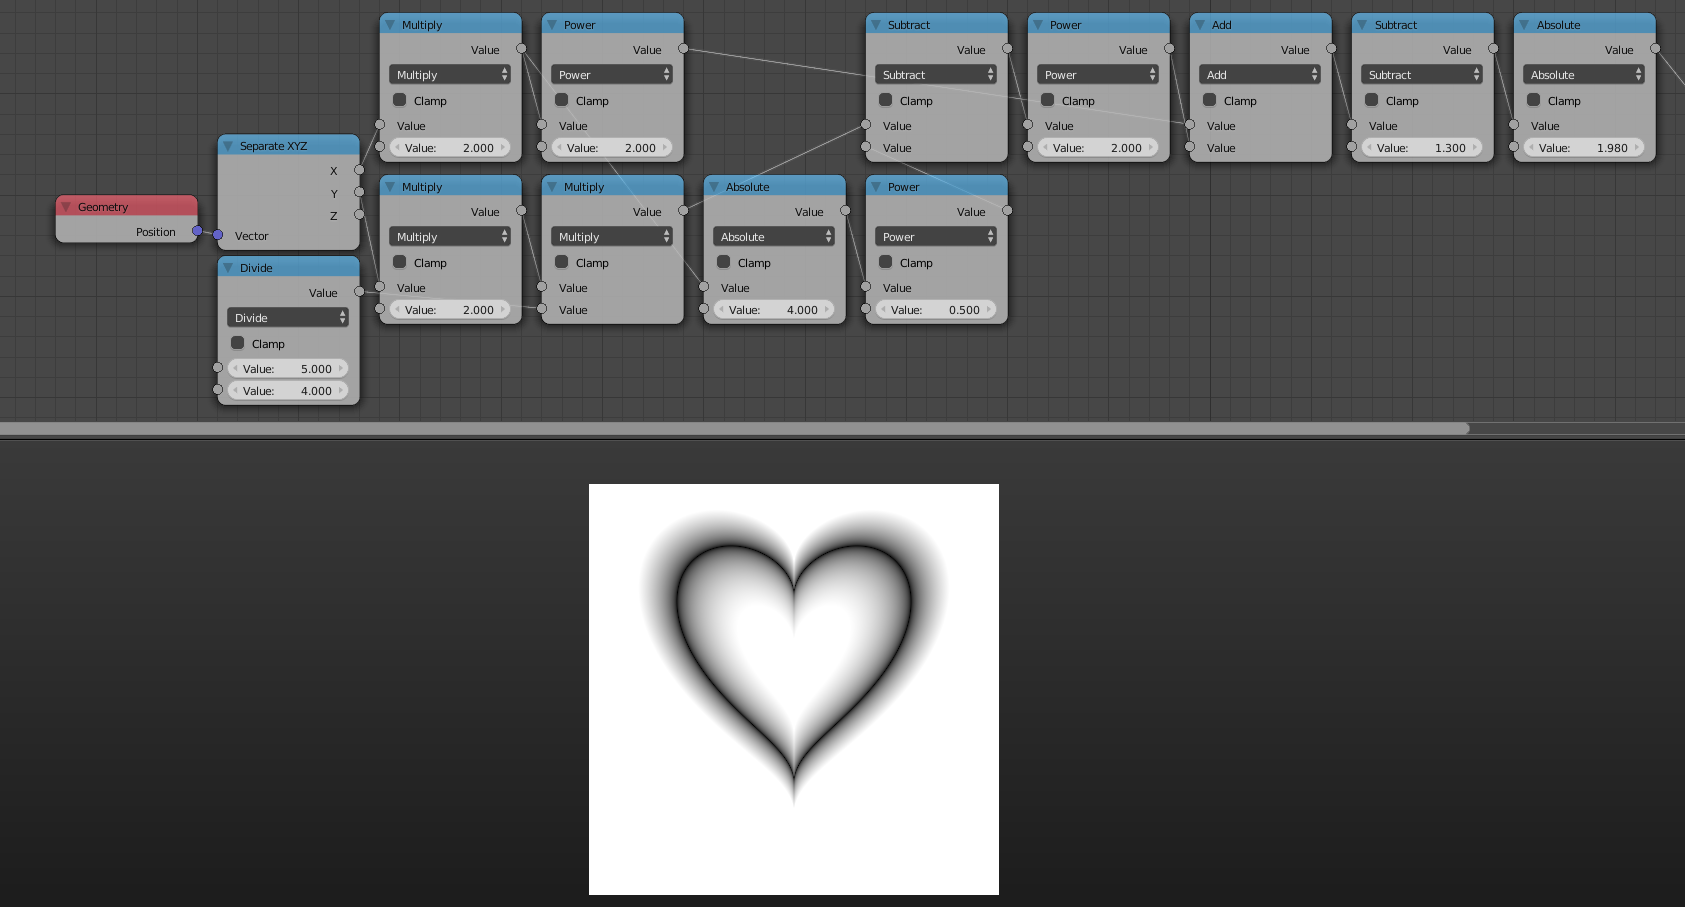 Multiply
Value
Multiply
Clamp
Value
Value: 2.000
Power
Value
Power
Clamp
Value
Value: 2.000
Subtract
Value
Subtract
Clamp
Value
Value
Power
Value
Power
Clamp
Value
Value: 2.000
Add
Value
Add
Clamp
Value
Value
Subtract
Value
Subtract
Clamp
Value
Value: 1.300
Absolute
Value
Absolute
Clamp
Value
Value: 1.980
Separate XYZ
X
Y
Z
Vector
Geometry
Position
Multiply
Value
Multiply
Clamp
Value
Value: 2.000
Multiply
Value
Multiply
Clamp
Value
Value
Absolute
Value
Absolute
Clamp
Value
Value: 4.000
Power
Value
Power
Clamp
Value
Value: 0.500
Divide
Value
Divide
Clamp
Value: 5.000
Value: 4.000